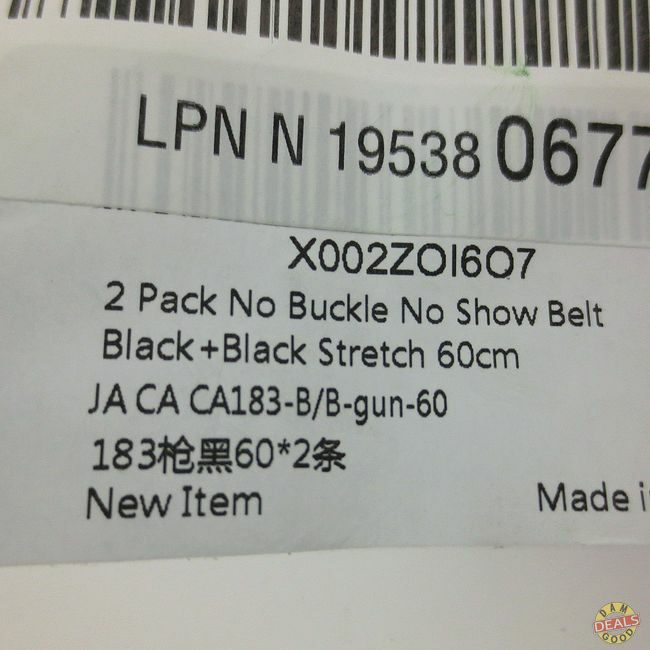 LPN N 19538 0677
X002ZOI6O7
2 Pack No Buckle No Show Belt
Black+Black Stretch 60cm
JA CA CA183-B/B-gun-60
183枪黑60*2条
New Item
Made i
DAM
DEALS
GOOD